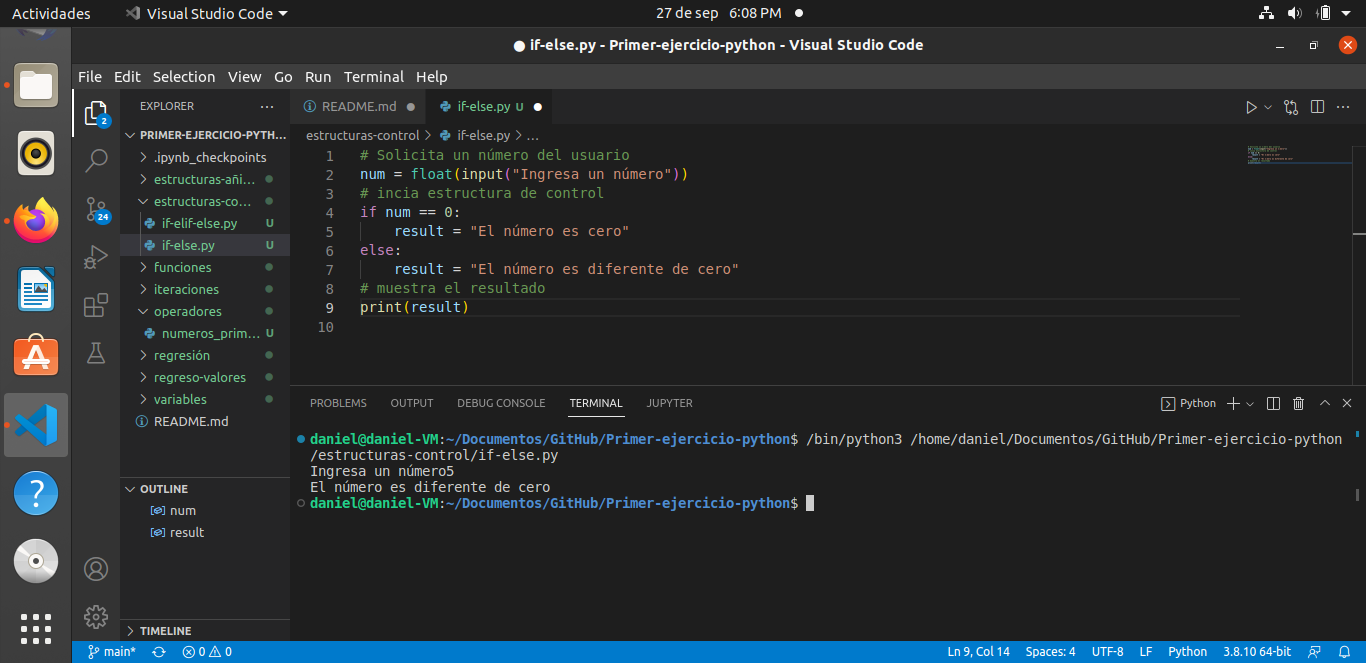 Actividades
Visual Studio Code
27 de sep 6:08 PM
if-else.py - Primer-ejercicio-python - Visual Studio Code
File Edit Selection View Go Run Terminal Help
2
24
EXPLORER
PRIMER-EJERCICIO-PYTH...
.ipynb_checkpoints
estructuras-añi...
estructuras-co...
if-elif-else.py U
if-else.py U
funciones
iteraciones
operadores
numeros_prim... U
regresión
regreso-valores
variables
README.md
OUTLINE
num
result
TIMELINE
README.md
if-else.py U
estructuras-control > if-else.py > ...
1 # Solicita un número del usuario
2 num = float(input("Ingresa un número"))
3 # incia estructura de control
4 if num == 0:
5 result = "El número es cero"
6 else:
7 result = "El número es diferente de cero"
8 # muestra el resultado
9 print(result)
10
PROBLEMS OUTPUT DEBUG CONSOLE TERMINAL JUPYTER
Python
daniel@daniel-VM:~/Documentos/GitHub/Primer-ejercicio-python$ /bin/python3 /home/daniel/Documentos/GitHub/Primer-ejercicio-python
/estructuras-control/if-else.py
Ingresa un número5
El número es diferente de cero
daniel@daniel-VM:~/Documentos/GitHub/Primer-ejercicio-python$
main* 0 0 Ln 9, Col 14 Spaces: 4 UTF-8 LF Python 3.8.10 64-bit